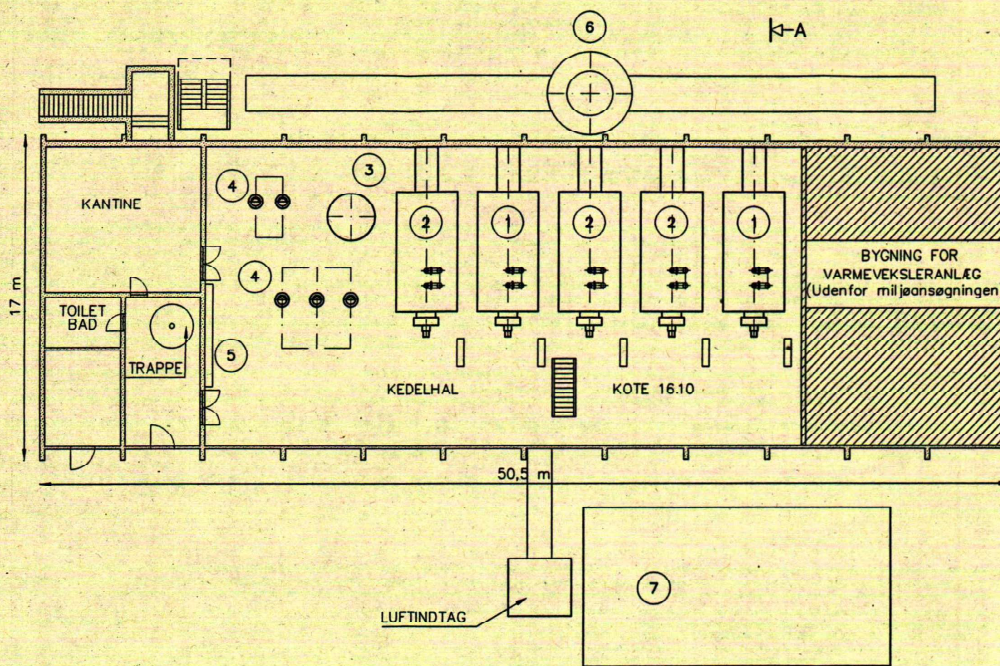 6
A
3
4
KANTINE
2
1
2
2
1
BYGNING FOR
VARMEVEKSLERANLÆG
(Udenfor miljøansøgningen
4
17 m
TOILET
BAD
TRAPPE
5
KEDELHAL
KOTE 16.10
50,5 m
7
LUFTINDTAG